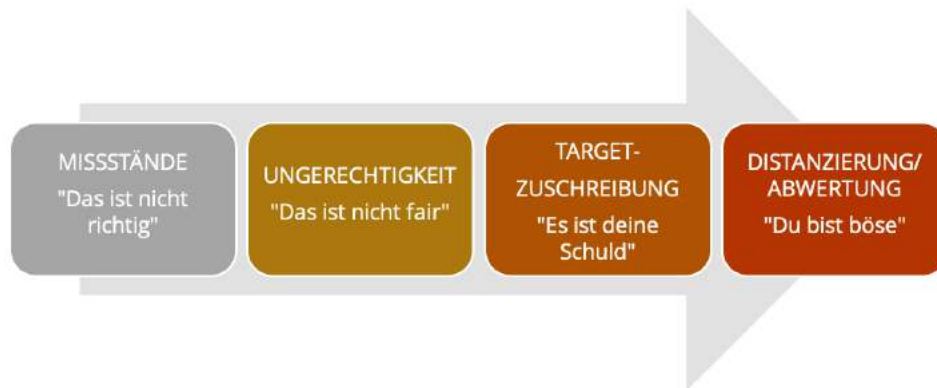 MISSSTÄNDE
"Das ist nicht
richtig"
UNGERECHTIGKEIT
"Das ist nicht fair"
TARGET-
ZUSCHREIBUNG
"Es ist deine
Schuld"
DISTANZIERUNG/
ABWERTUNG
"Du bist böse"